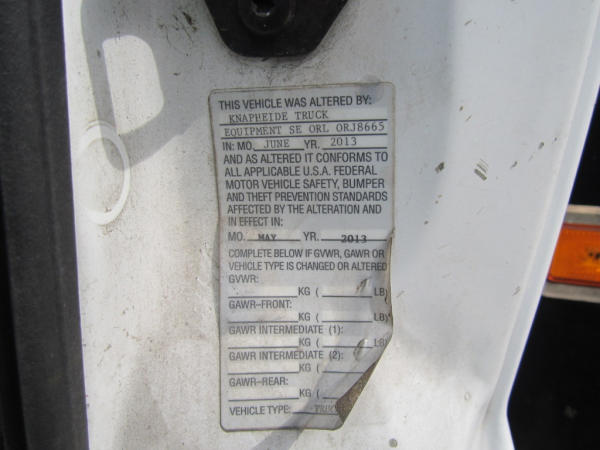 THIS VEHICLE WAS ALTERED BY:
KNAPHEIDE TRUCK
EQUIPMENT SE ORL ORJ8665
IN: MO. JUNE YR. 2013
AND AS ALTERED IT CONFORMS TO
ALL APPLICABLE U.S.A. FEDERAL
MOTOR VEHICLE SAFETY, BUMPER
AND THEFT PREVENTION STANDARDS
AFFECTED BY THE ALTERATION AND
IN EFFECT IN:
MO. MAY YR. 2013
COMPLETE BELOW IF GVWR, GAWR OR
VEHICLE TYPE IS CHANGED OR ALTERED
GVWR:
KG ( LB)
GAWR-FRONT:
KG ( LB)
GAWR INTERMEDIATE (1):
KG ( LB)
GAWR INTERMEDIATE (2):
KG (
GAWR-REAR:
KG (
VEHICLE TYPE: